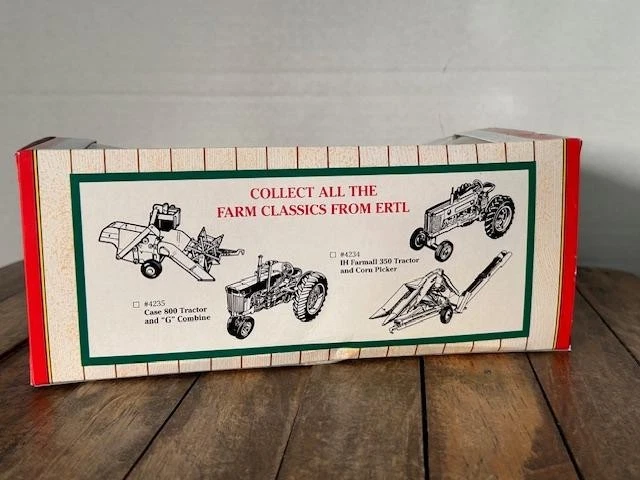 COLLECT ALL THE
FARM CLASSICS FROM ERTL
#4234
IH Farmall 350 Tractor
and Corn Picker
#4235
Case 800 Tractor
and "G" Combine